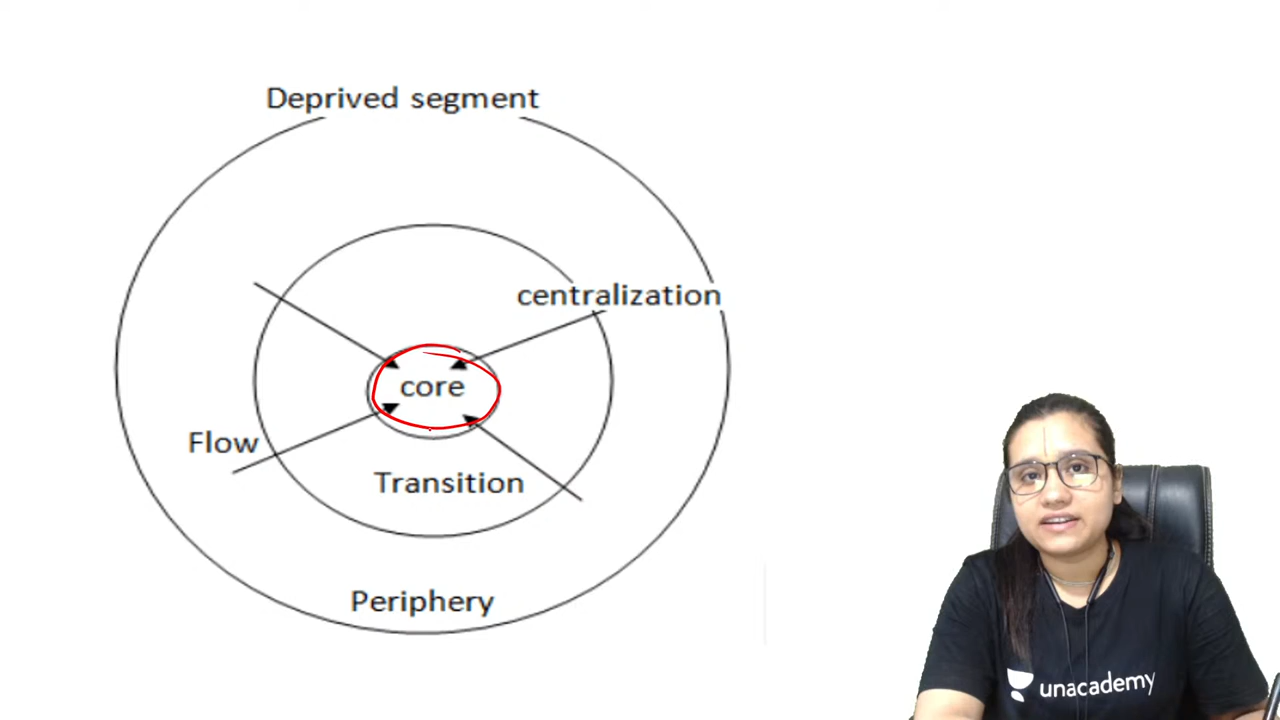 Deprived segment
centralization
core
Flow
Transition
Periphery
unacademy